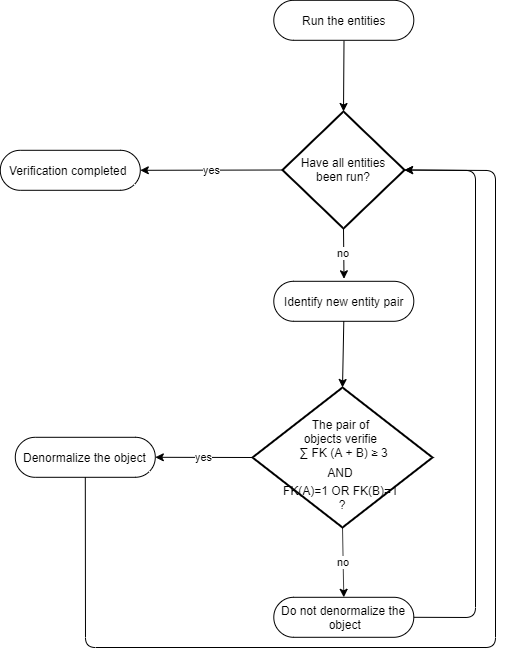 Run the entities
Have all entities
been run?
yes
Verification completed
no
Identify new entity pair
The pair of
objects verifie
∑ FK (A + B) ≥ 3
AND
FK(A)=1 OR FK(B)=1
?
yes
Denormalize the object
no
Do not denormalize the
object